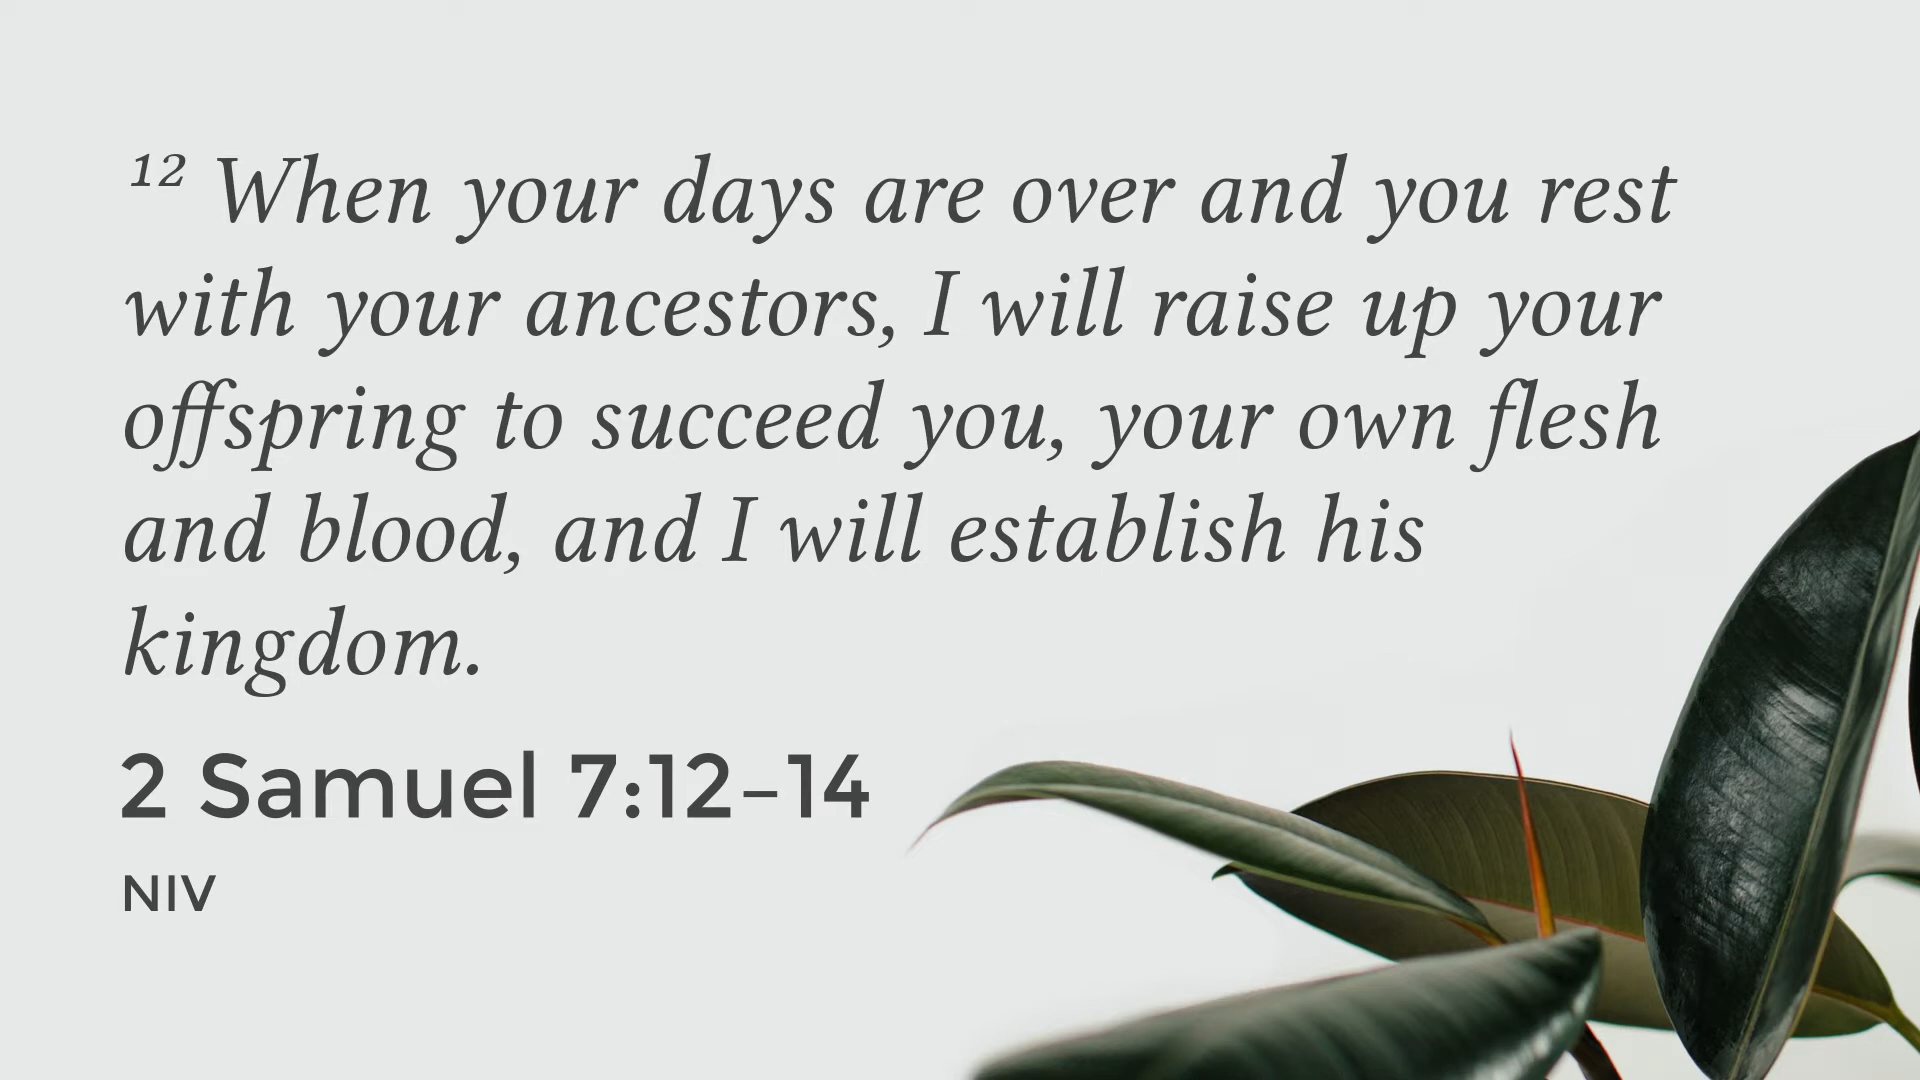 12 When your days are over and you rest
with your ancestors, I will raise up your
offspring to succeed you, your own flesh
and blood, and I will establish his
kingdom.
2 Samuel 7:12–14
NIV